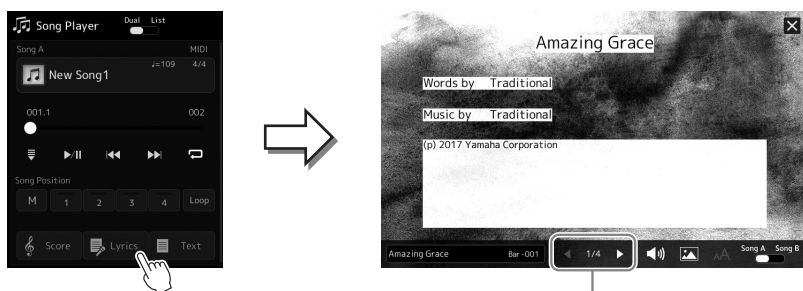 Song Player
Dual List
Song A MIDI
♩=109 4/4
New Song1
001.1 002
Song Position
M 1 2 3 4 Loop
Score Lyrics Text
Amazing Grace
Words by Traditional
Music by Traditional
(p) 2017 Yamaha Corporation
Amazing Grace Bar -001 1/4 AA Song A Song B